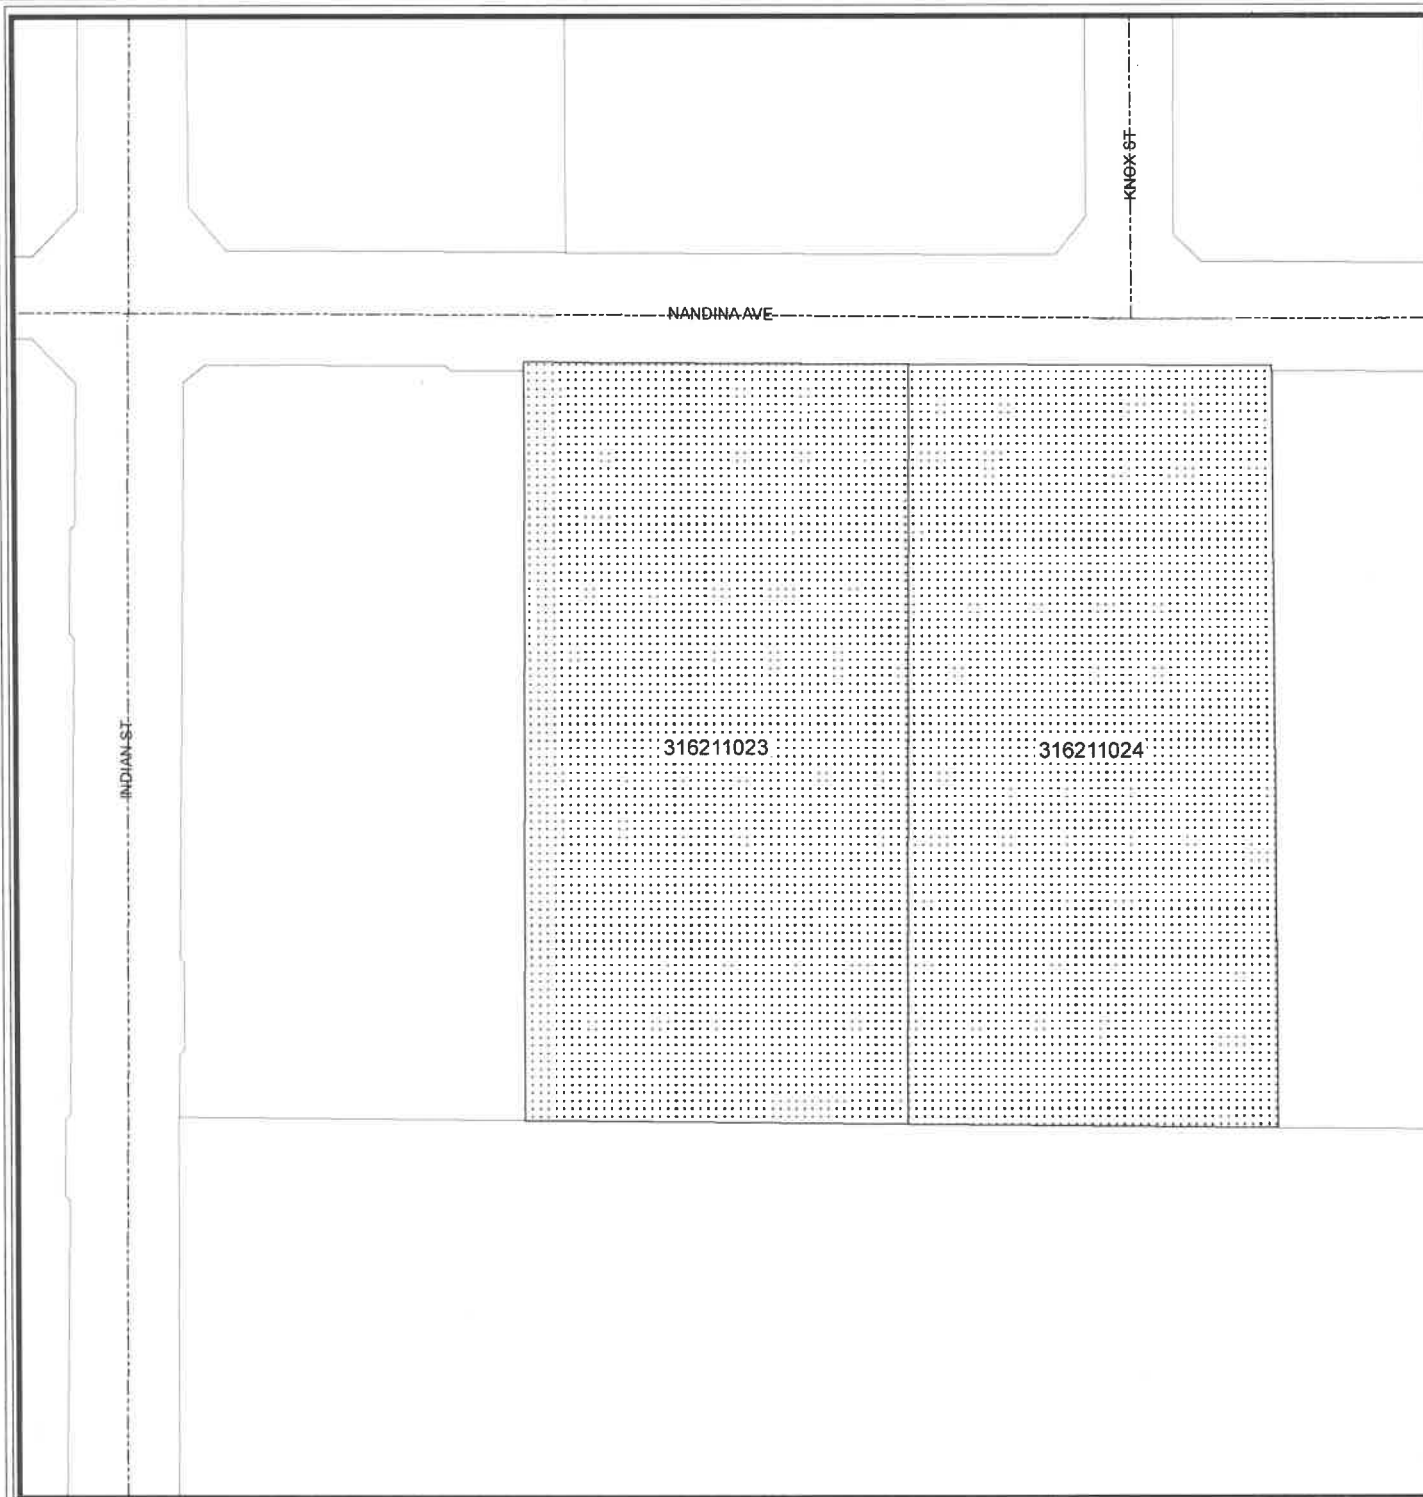 KNOX ST
NANDINA AVE
INDIAN ST
316211023
316211024